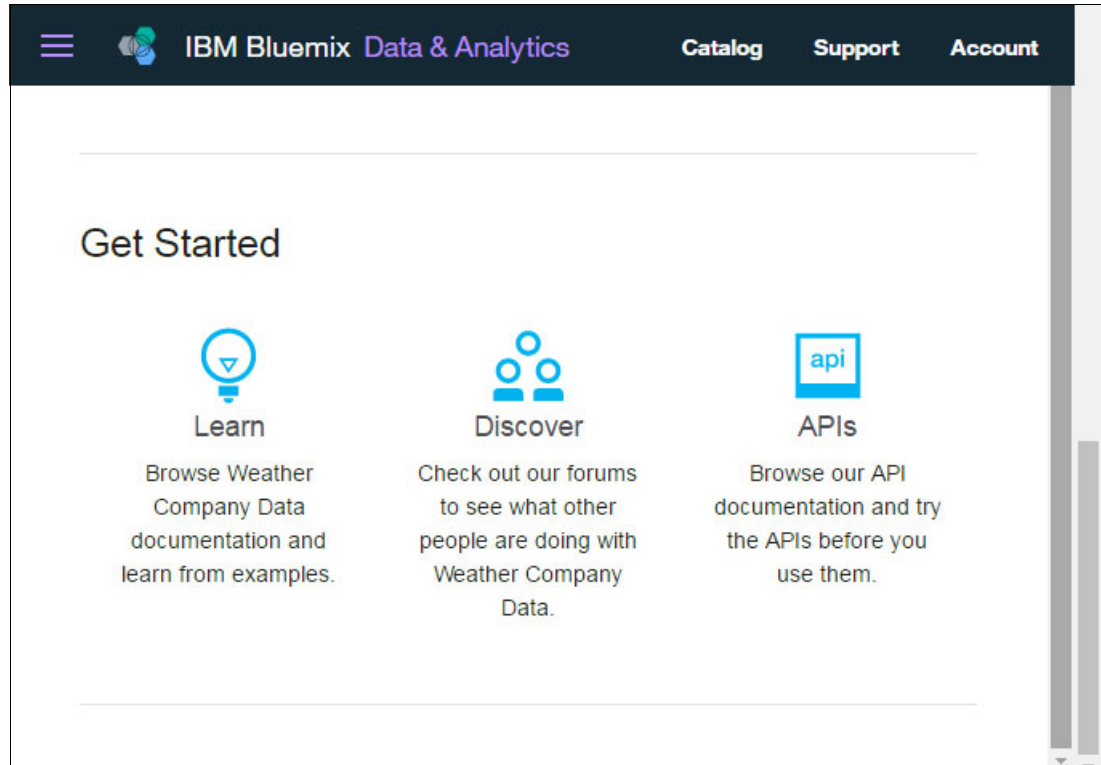 IBM Bluemix Data & Analytics Catalog Support Account
Get Started
Learn
Browse Weather
Company Data
documentation and
learn from examples.
Discover
Check out our forums
to see what other
people are doing with
Weather Company
Data.
api
APIs
Browse our API
documentation and try
the APIs before you
use them.